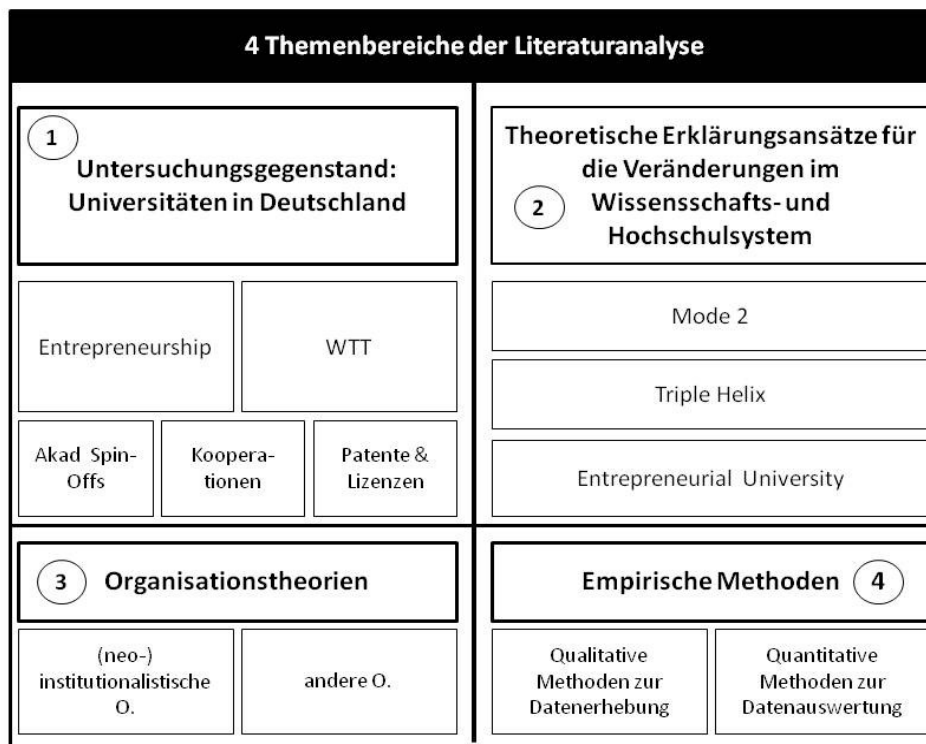 4 Themenbereiche der Literaturanalyse
1
Untersuchungsgegenstand:
Universitäten in Deutschland
Entrepreneurship
WTT
Akad Spin-
Offs
Koopera-
tionen
Patente &
Lizenzen
Theoretische Erklärungsansätze für
die Veränderungen im
2
Wissensschafts- und
Hochschulsystem
Mode 2
Triple Helix
Entrepreneurial University
3
Organisationstheorien
(neo-)
institutionalistische
O.
andere O.
Empirische Methoden
4
Qualitative
Methoden zur
Datenerhebung
Quantitative
Methoden zur
Datenauswertung